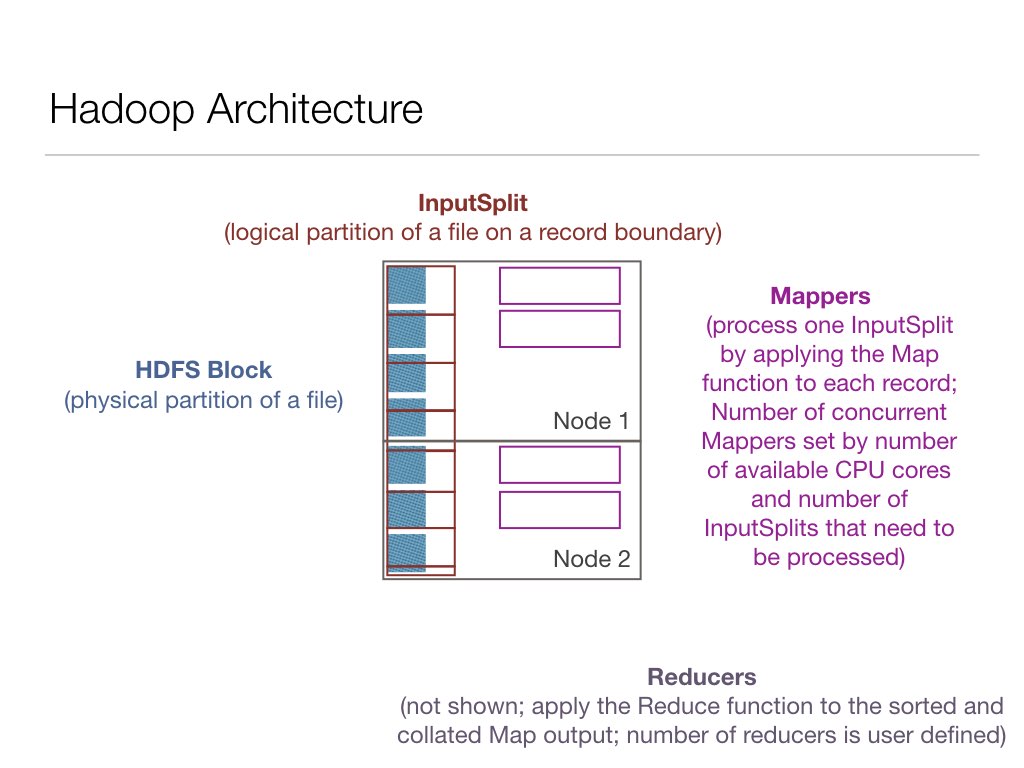 Hadoop Architecture
InputSplit
(logical partition of a file on a record boundary)
HDFS Block
(physical partition of a file)
Node 1
Node 2
Mappers
(process one InputSplit
by applying the Map
function to each record;
Number of concurrent
Mappers set by number
of available CPU cores
and number of
InputSplits that need to
be processed)
Reducers
(not shown; apply the Reduce function to the sorted and
collated Map output; number of reducers is user defined)